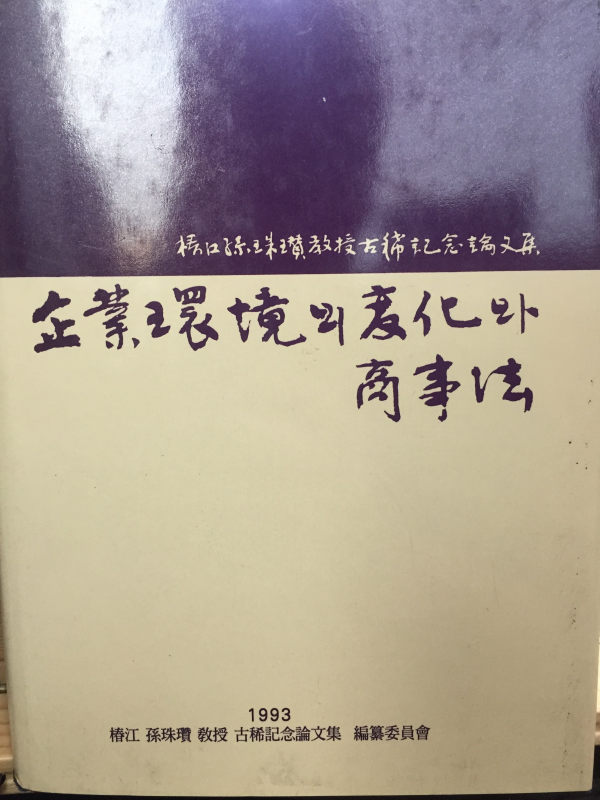 椿江孫珠瓚敎授古稀記念論文集
企業環境의 變化와
商事法
1993
椿江 孫珠瓚 敎授 古稀記念論文集 編纂委員會